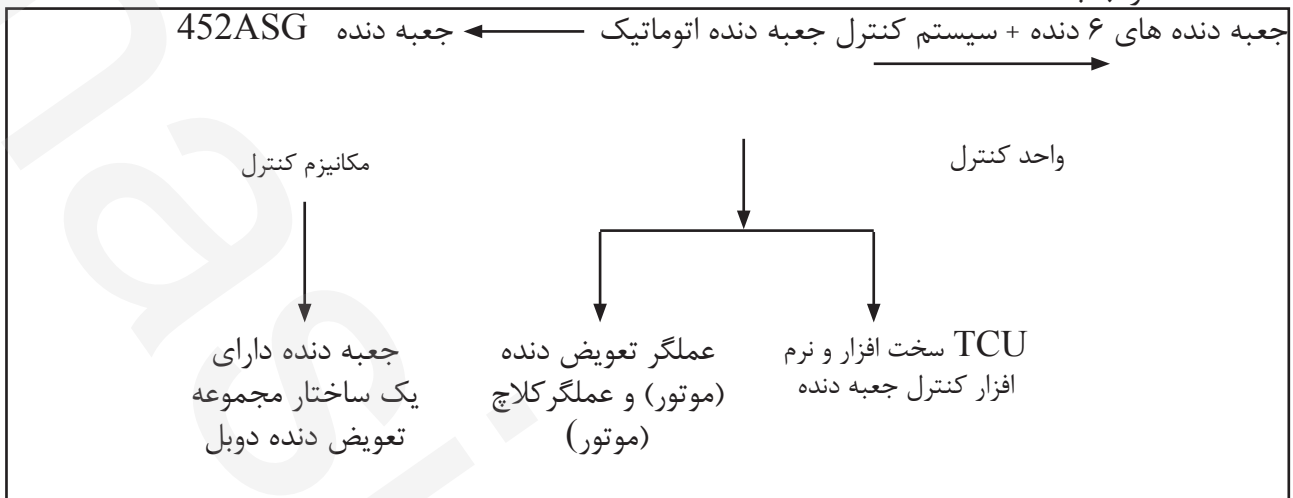 جعبه دنده های ۶ دنده + سیستم کنترل جعبه دنده اتوماتیک جعبه دنده 452ASG
واحد کنترل
مکانیزم کنترل
TCU سخت افزار و نرم
افزار کنترل جعبه دنده
عملگر تعویض دنده
(موتور) و عملگرکلاچ
(موتور)
جعبه دنده دارای
یک ساختار مجموعه
تعویض دنده دوبل